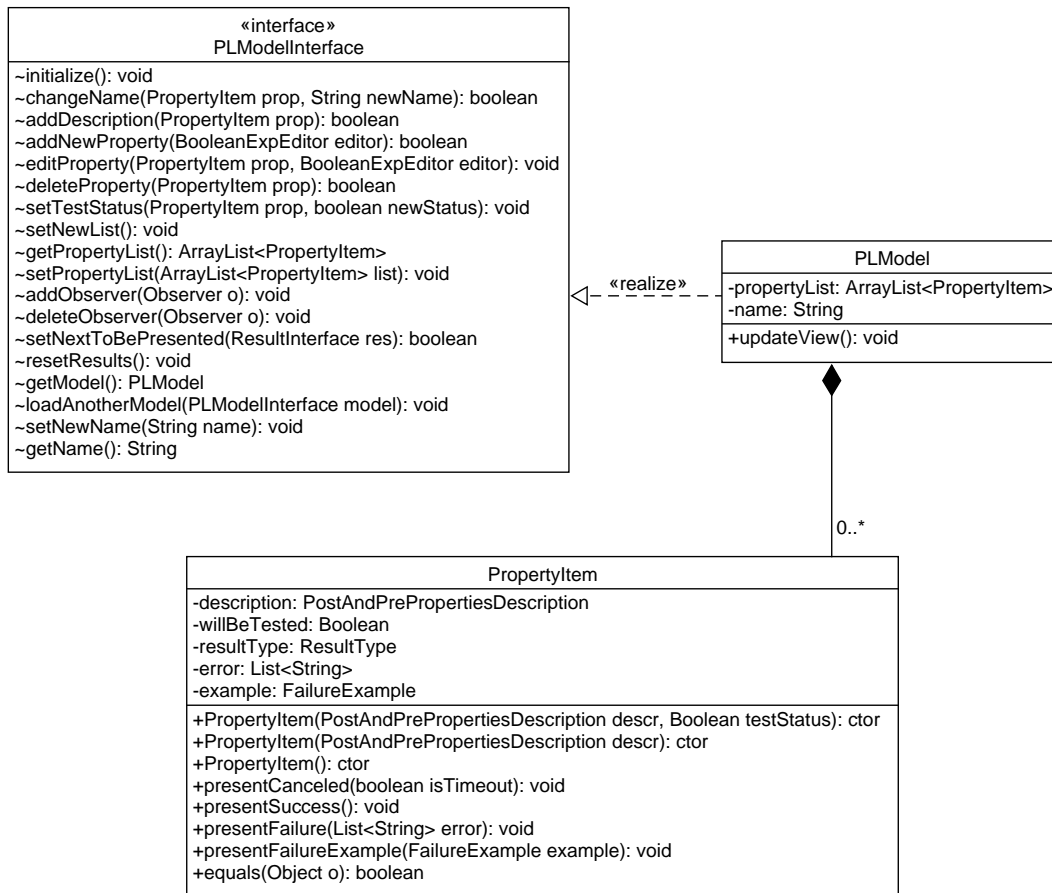 «interface»
PLModelInterface
~initialize(): void
~changeName(PropertyItem prop, String newName): boolean
~addDescription(PropertyItem prop): boolean
~addNewProperty(BooleanExpEditor editor): boolean
~editProperty(PropertyItem prop, BooleanExpEditor editor): void
~deleteProperty(PropertyItem prop): boolean
~setTestStatus(PropertyItem prop, boolean newStatus): void
~setNewList(): void
~getPropertyList(): ArrayList<PropertyItem>
~setPropertyList(ArrayList<PropertyItem> list): void
~addObserver(Observer o): void
~deleteObserver(Observer o): void
~setNextToBePresented(ResultInterface res): boolean
~resetResults(): void
~getModel(): PLModel
~loadAnotherModel(PLModelInterface model): void
~setNewName(String name): void
~getName(): String
«realize»
PLModel
-propertyList: ArrayList<PropertyItem>
-name: String
+updateView(): void
0..*
PropertyItem
-description: PostAndPrePropertiesDescription
-willBeTested: Boolean
-resultType: ResultType
-error: List<String>
-example: FailureExample
+PropertyItem(PostAndPrePropertiesDescription descr, Boolean testStatus): ctor
+PropertyItem(PostAndPrePropertiesDescription descr): ctor
+PropertyItem(): ctor
+presentCanceled(boolean isTimeout): void
+presentSuccess(): void
+presentFailure(List<String> error): void
+presentFailureExample(FailureExample example): void
+equals(Object o): boolean